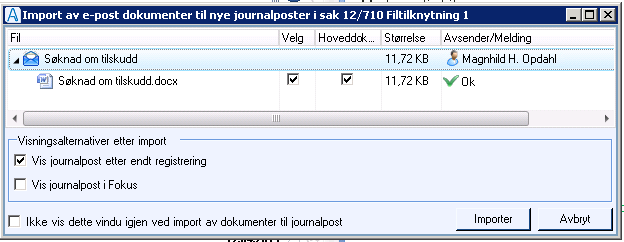 Import av e-post dokumenter til nye journalposter i sak 12/710 Filtilknytning 1
Fil Velg Hoveddok... Størrelse Avsender/Melding
Søknad om tilskudd 11,72 KB Magnhild H. Opdahl
Søknad om tilskudd.docx 11,72 KB Ok
Visningsalternativer etter import
Vis journalpost etter endt registrering
Vis journalpost i Fokus
Ikke vis dette vindu igjen ved import av dokumenter til journalpost
Importer Avbryt